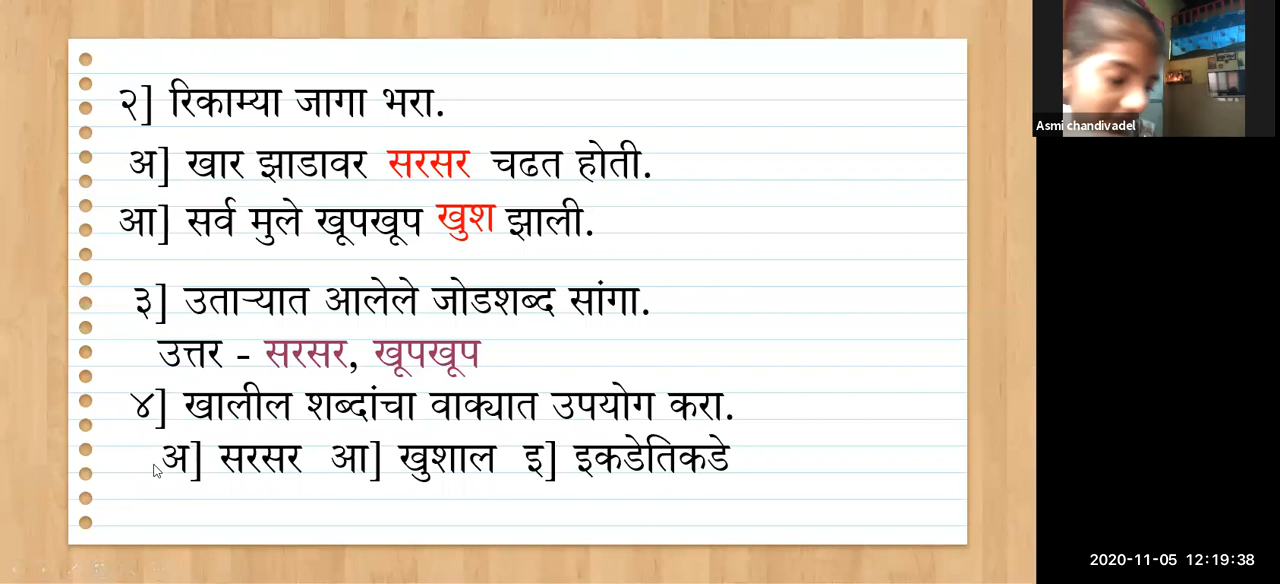 २] रिकाम्या जागा भरा.
अ] खार झाडावर सरसर चढत होती.
आ] सर्व मुले खूपखूप खुश झाली.
३] उताऱ्यात आलेले जोडशब्द सांगा.
उत्तर - सरसर, खूपखूप
४] खालील शब्दांचा वाक्यात उपयोग करा.
अ] सरसर आ] खुशाल इ] इकडेतिकडे
Asmi chandivadel
2020-11-05 12:19:38